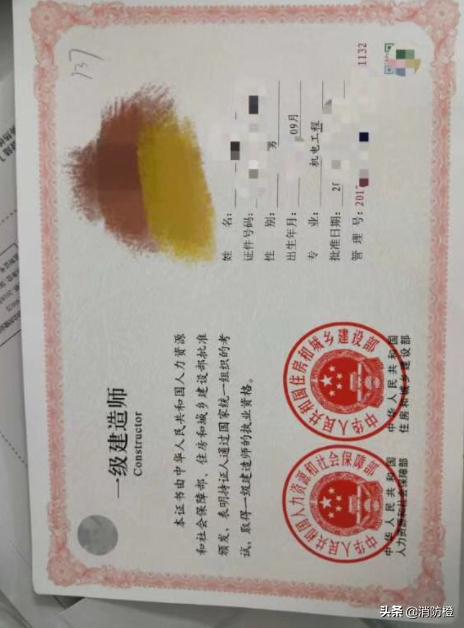 137
一级建造师
Constructor
本证书由中华人民共和国人力资源
和社会保障部、住房和城乡建设部批准
颁发，表明持证人通过国家统一组织的考
试，取得一级建造师的执业资格。
中华人民共和国人力资源和社会保障部
中华人民共和国
人力资源和社会保障部
中华人民共和国住房和城乡建设部
中华人民共和国
住房和城乡建设部
姓 名：
证件号码：
性 别： 男
出生年月： 09月
专 业： 机电工程
批准日期： 2
管 理 号： 201 1132
头条 @消防橙